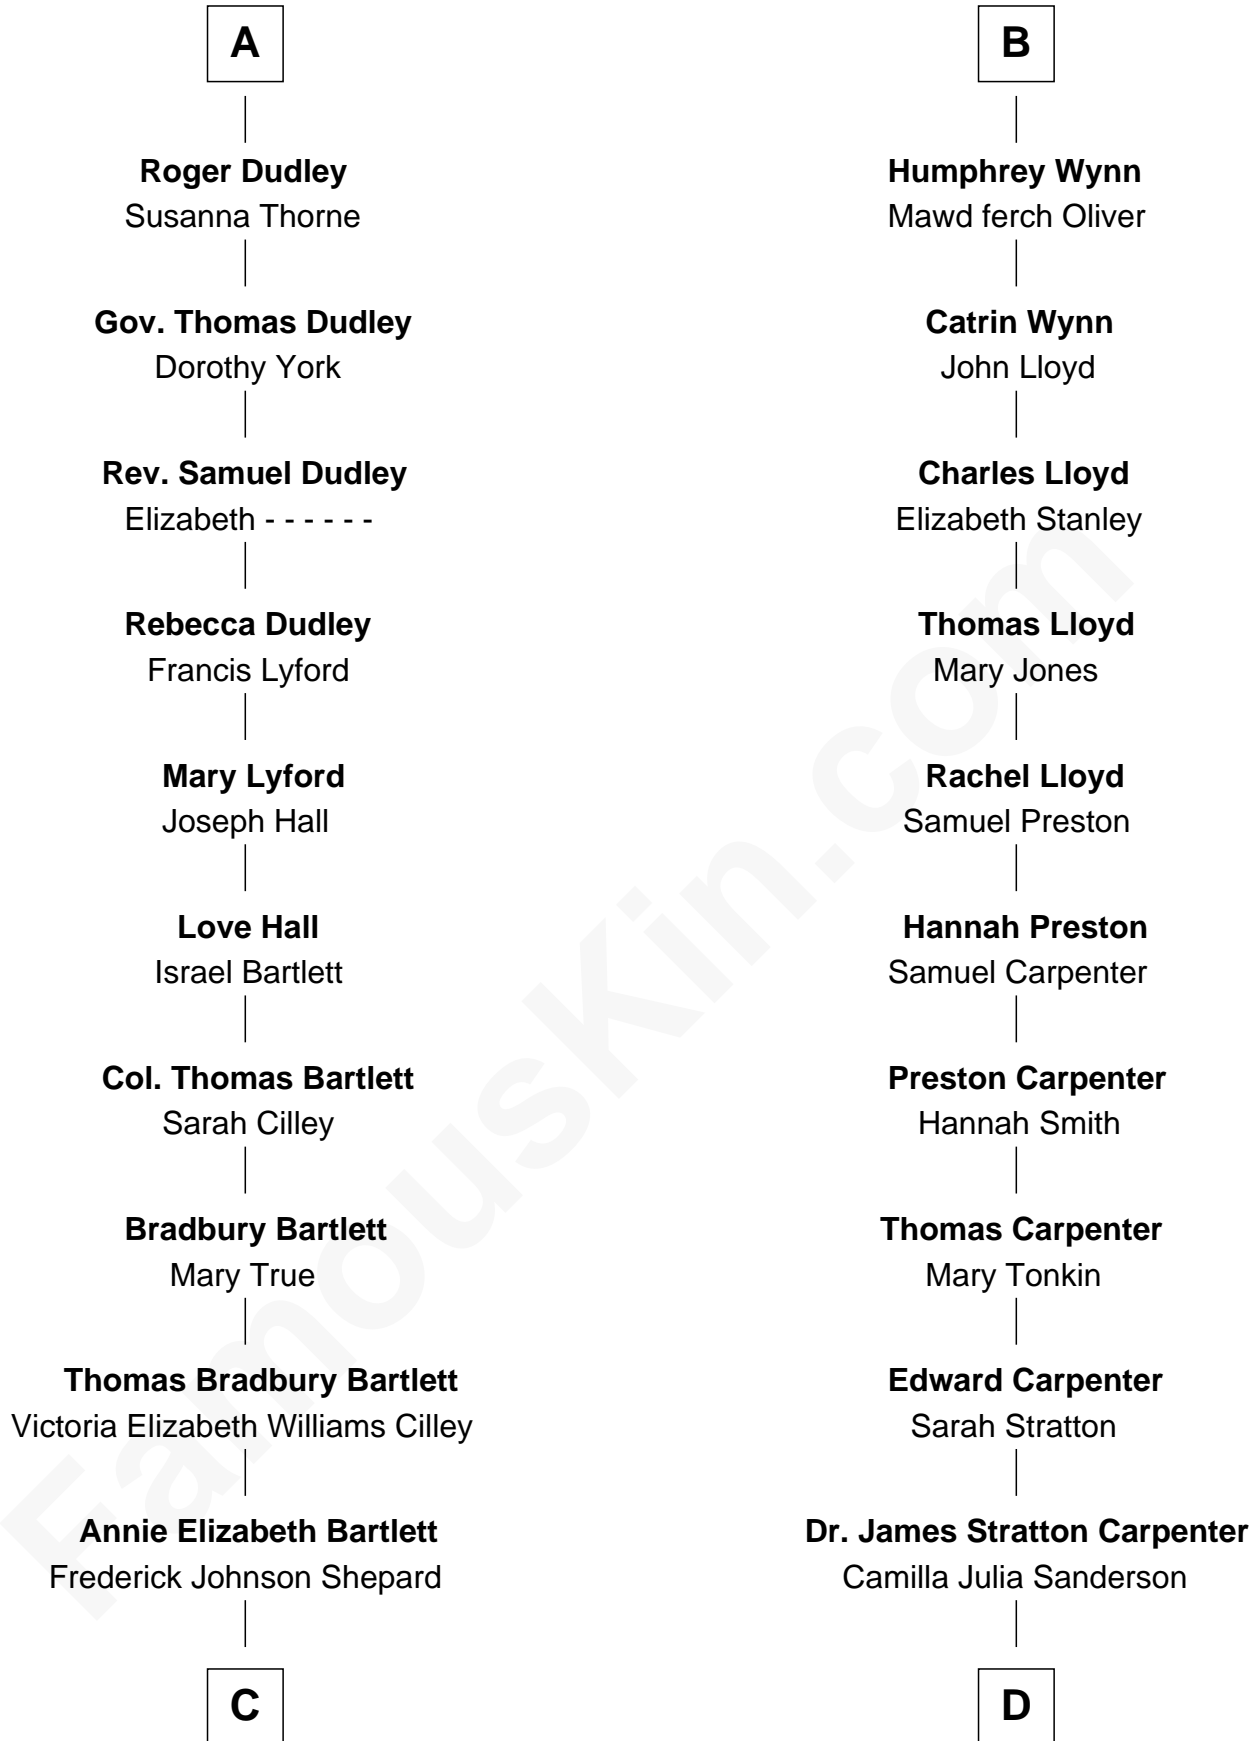 A
Roger Dudley
Susanna Thorne
Gov. Thomas Dudley
Dorothy York
Rev. Samuel Dudley
Elizabeth - - - - - -
Rebecca Dudley
Francis Lyford
Mary Lyford
Joseph Hall
Love Hall
Israel Bartlett
Col. Thomas Bartlett
Sarah Cilley
Bradbury Bartlett
Mary True
Thomas Bradbury Bartlett
Victoria Elizabeth Williams Cilley
Annie Elizabeth Bartlett
Frederick Johnson Shepard
C
B
Humphrey Wynn
Mawd ferch Oliver
Catrin Wynn
John Lloyd
Charles Lloyd
Elizabeth Stanley
Thomas Lloyd
Mary Jones
Rachel Lloyd
Samuel Preston
Hannah Preston
Samuel Carpenter
Preston Carpenter
Hannah Smith
Thomas Carpenter
Mary Tonkin
Edward Carpenter
Sarah Stratton
Dr. James Stratton Carpenter
Camilla Julia Sanderson
D
FamousKin.com